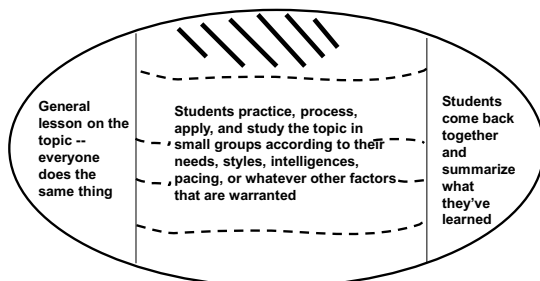 General
lesson on the
topic --
everyone
does the
same thing
Students practice, process,
apply, and study the topic in
small groups according to their
needs, styles, intelligences,
pacing, or whatever other factors
that are warranted
Students
come back
together
and
summarize
what
they’ve
learned